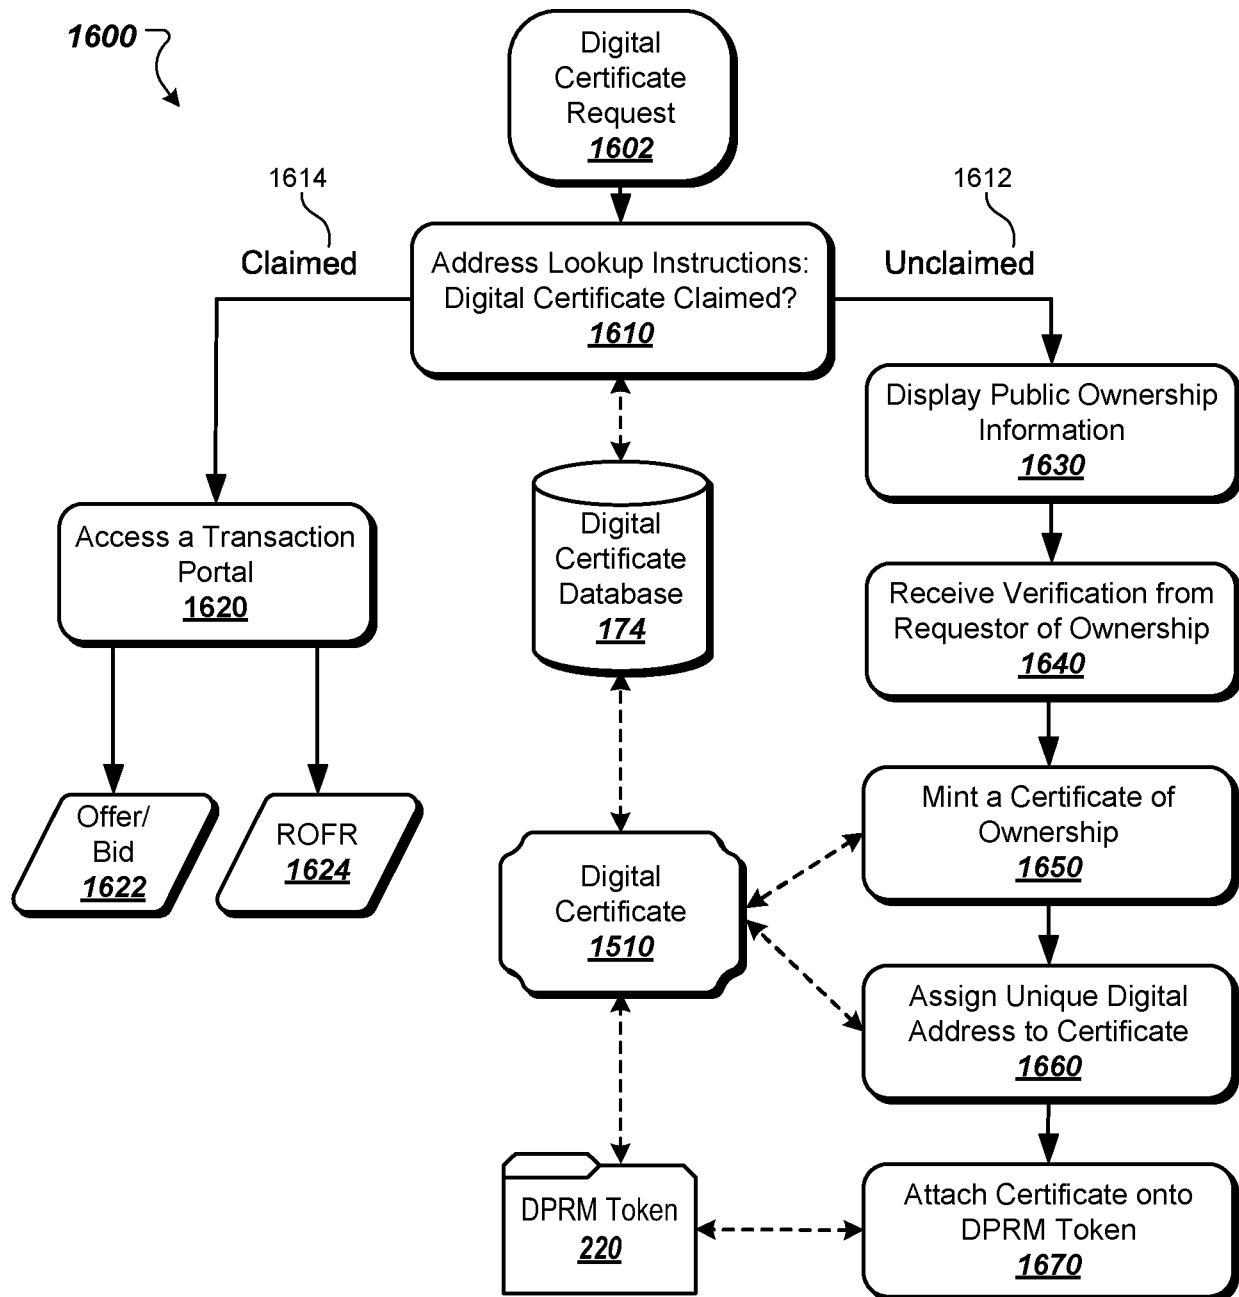 1600
Digital
Certificate
Request
1602
1614
1612
Claimed
Unclaimed
Address Lookup Instructions:
Digital Certificate Claimed?
1610
Display Public Ownership
Information
1630
Access a Transaction
Portal
1620
Digital
Certificate
Database
174
Receive Verification from
Requestor of Ownership
1640
Offer/
Bid
1622
ROFR
1624
Mint a Certificate of
Ownership
1650
Digital
Certificate
1510
Assign Unique Digital
Address to Certificate
1660
DPRM Token
220
Attach Certificate onto
DPRM Token
1670